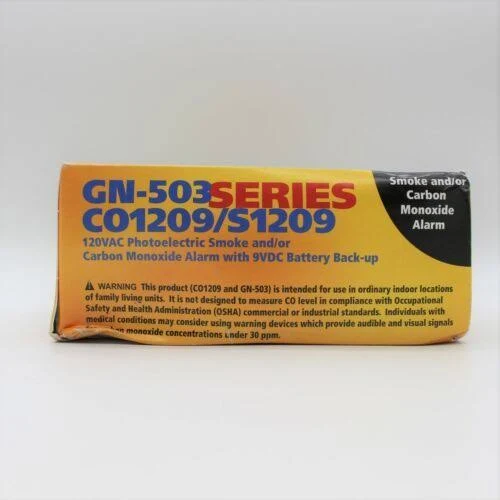 GN-503SERIES
CO1209/S1209
120VAC Photoelectric Smoke and/or
Carbon Monoxide Alarm with 9VDC Battery Back-up
Smoke and/or
Carbon
Monoxide
Alarm
WARNING This product (CO1209 and GN-503) is intended for use in ordinary indoor locations
of family living units. It is not designed to measure CO level in compliance with Occupational
Safety and Health Administration (OSHA) commercial or industrial standards. Individuals with
medical conditions may consider using warning devices which provide audible and visual signals
monoxide concentrations under 30 ppm.